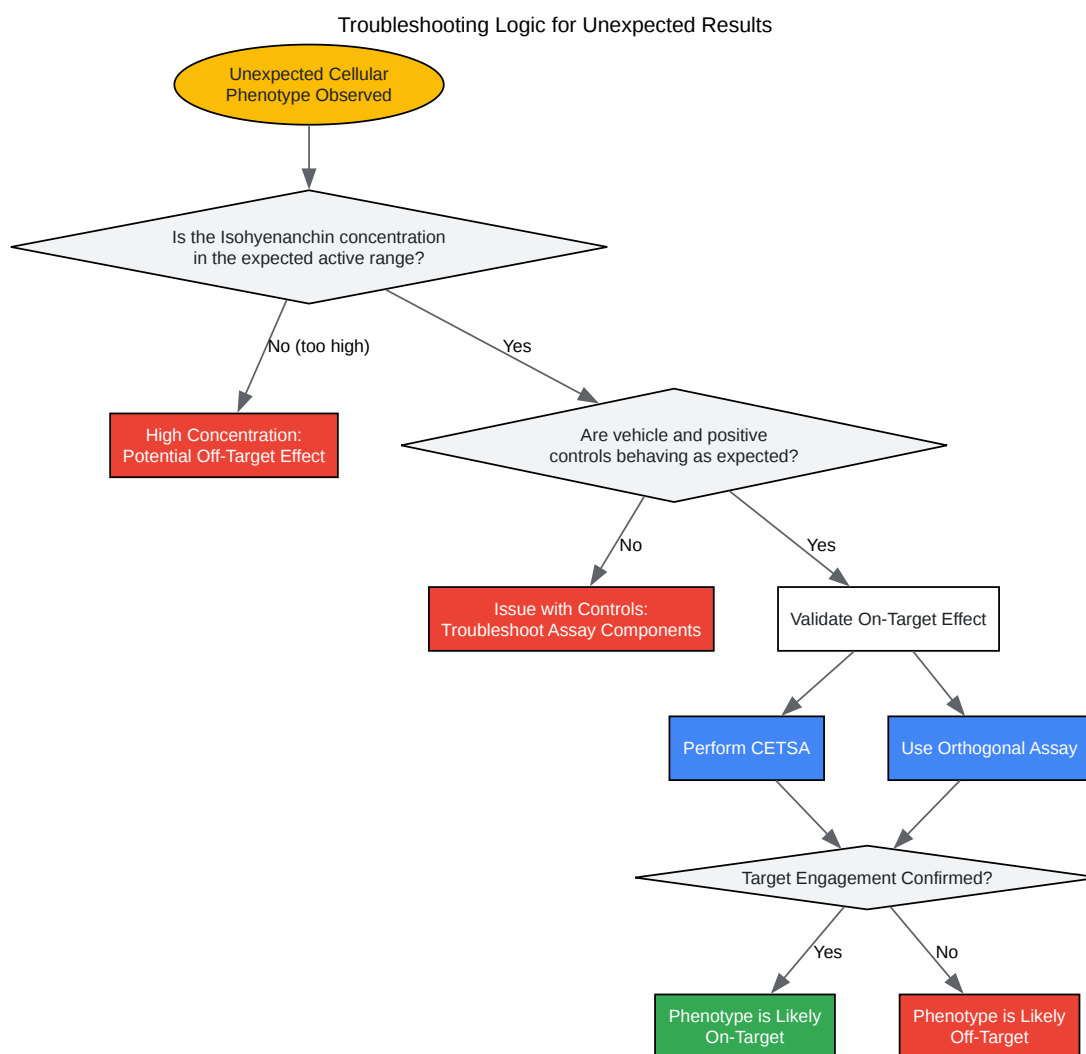 Troubleshooting Logic for Unexpected Results
Unexpected Cellular
Phenotype Observed
Is the Isohyenanchin concentration
in the expected active range?
No (too high)
Yes
High Concentration:
Potential Off-Target Effect
Are vehicle and positive
controls behaving as expected?
No
Yes
Issue with Controls:
Troubleshoot Assay Components
Validate On-Target Effect
Perform CETSA
Use Orthogonal Assay
Target Engagement Confirmed?
Yes
No
Phenotype is Likely
On-Target
Phenotype is Likely
Off-Target